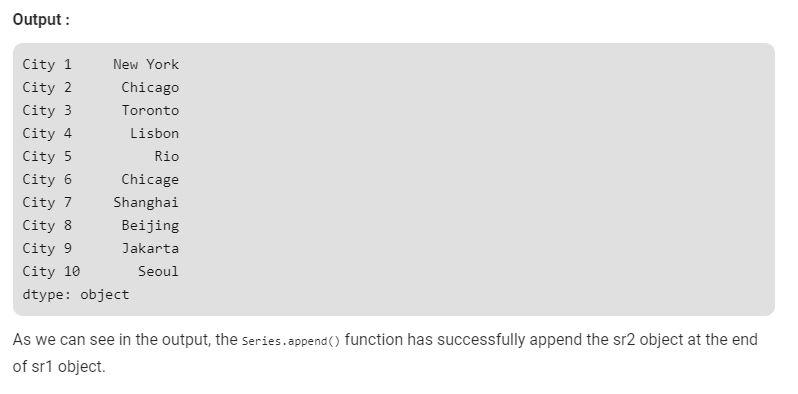 Output :
City 1     New York
City 2      Chicago
City 3      Toronto
City 4       Lisbon
City 5          Rio
City 6      Chicage
City 7     Shanghai
City 8      Beijing
City 9      Jakarta
City 10       Seoul
dtype: object
As we can see in the output, the Series.append() function has successfully append the sr2 object at the end
of sr1 object.